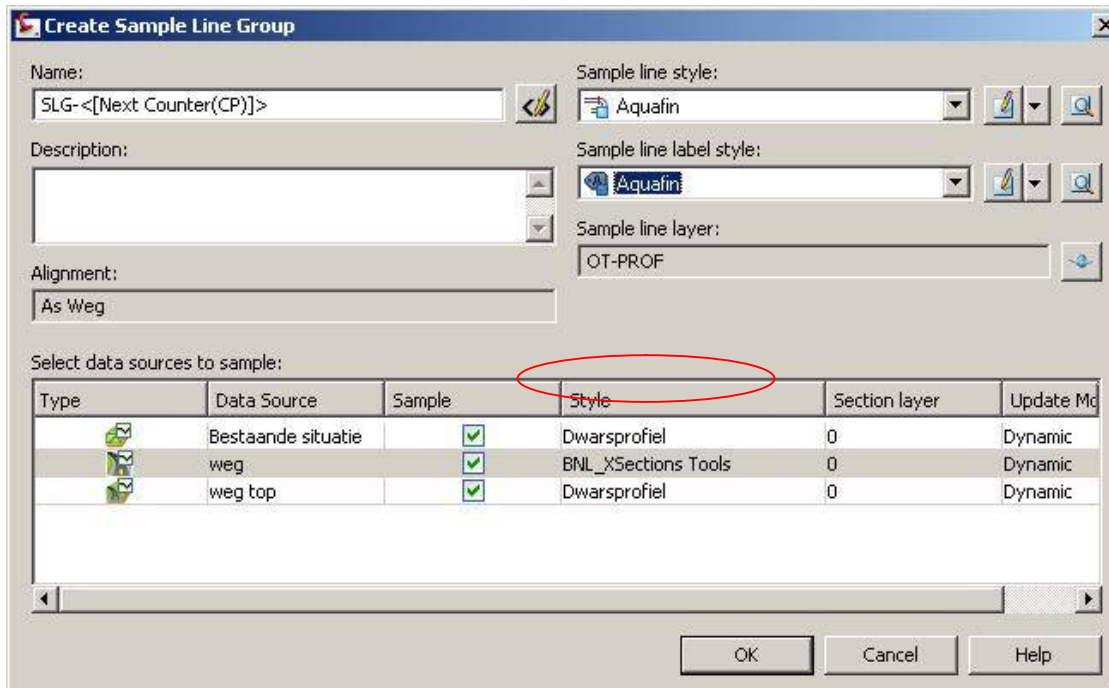 Create Sample Line Group
Name:
SLG-<[Next Counter(CP)]>
Description:
Alignment:
As Weg
Sample line style:
Aquafin
Sample line label style:
Aquafin
Sample line layer:
OT-PROF
Select data sources to sample:
Type Data Source Sample Style Section layer Update Mo
Bestaande situatie Dwarsprofiel 0 Dynamic
weg BNL_XSections Tools 0 Dynamic
weg top Dwarsprofiel 0 Dynamic
OK Cancel Help